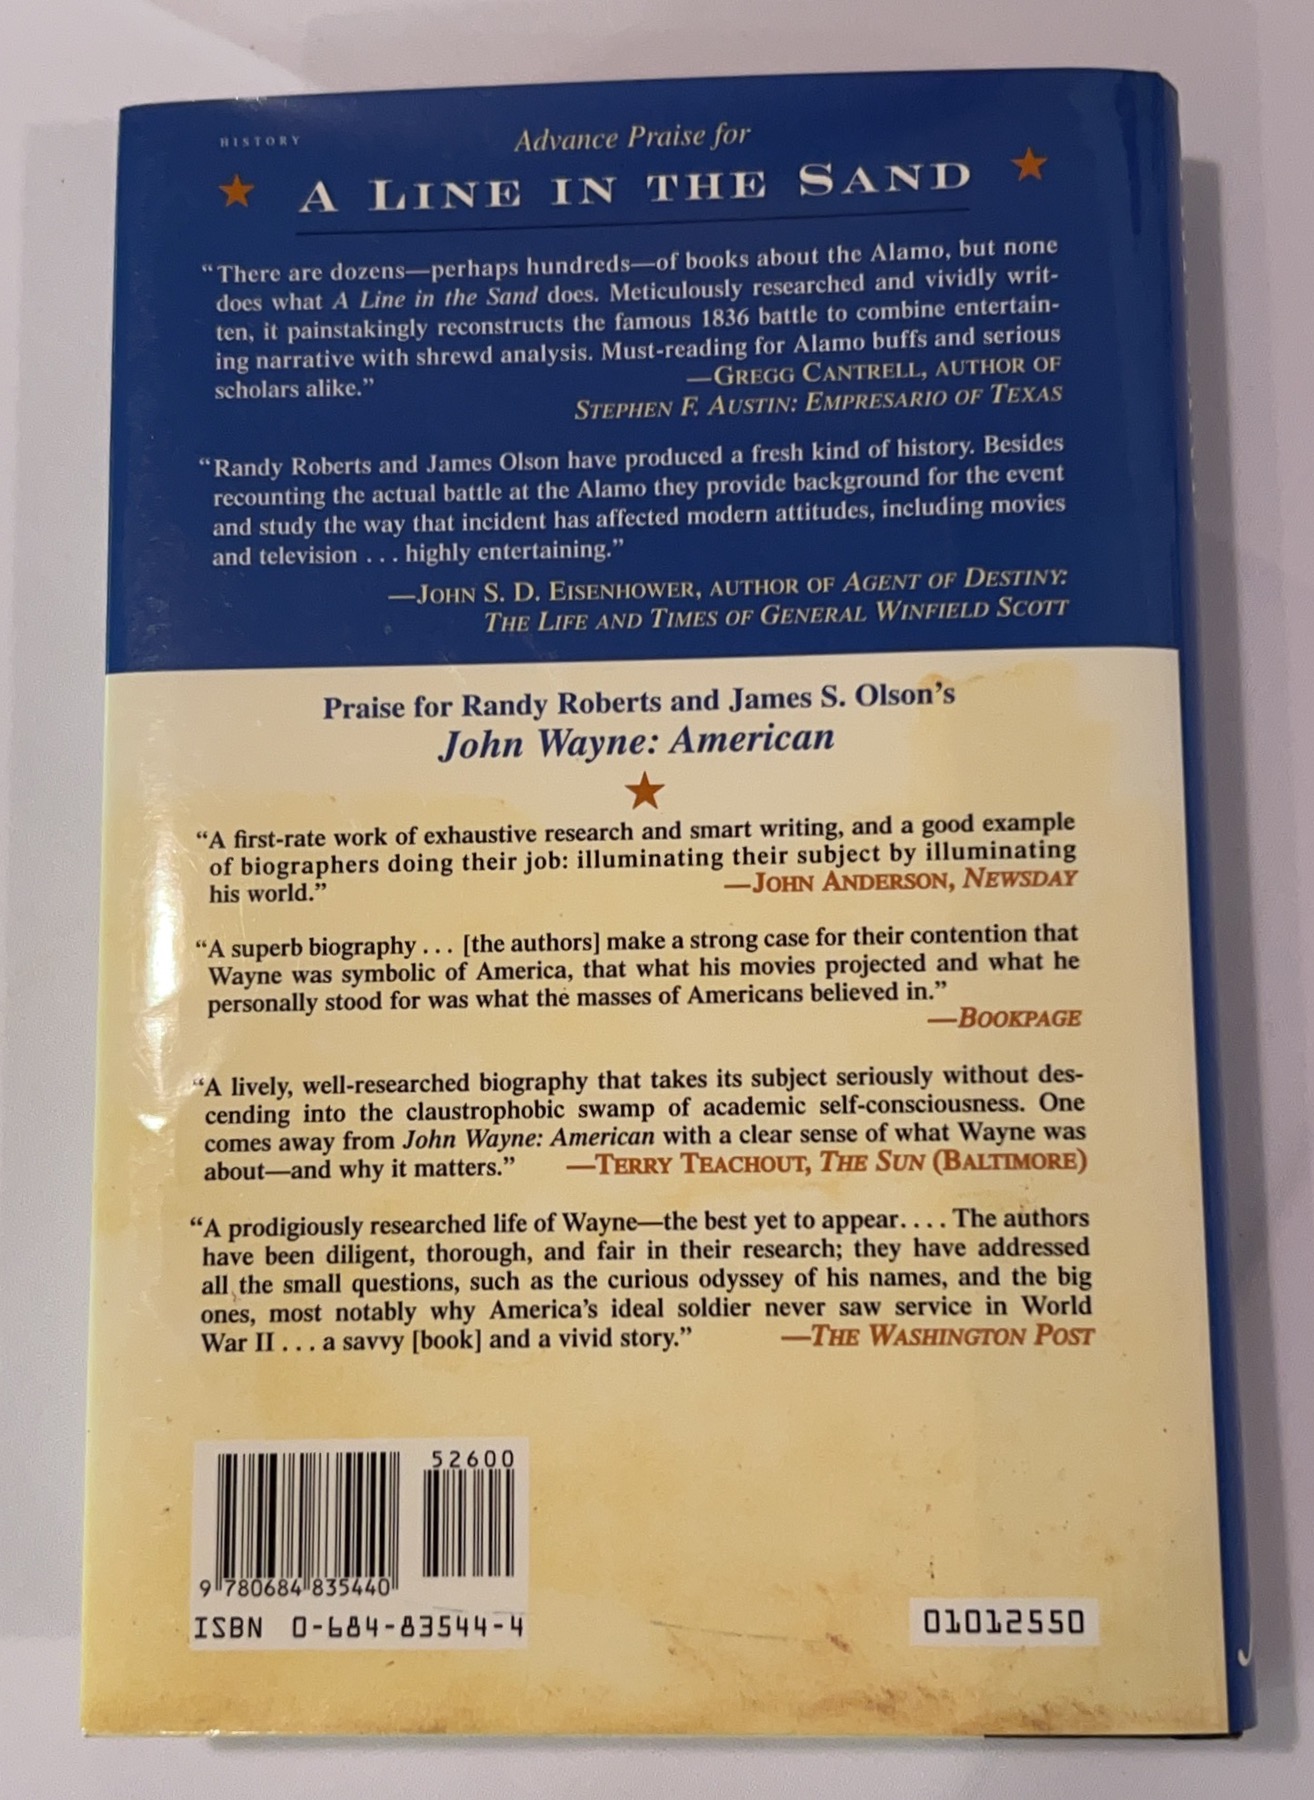 HISTORY
Advance Praise for
A LINE IN THE SAND
“There are dozens—perhaps hundreds—of books about the Alamo, but none
does what A Line in the Sand does. Meticulously researched and vividly writ-
ten, it painstakingly reconstructs the famous 1836 battle to combine entertain-
ing narrative with shrewd analysis. Must-reading for Alamo buffs and serious
scholars alike.” —GREGG CANTRELL, AUTHOR OF
STEPHEN F. AUSTIN: EMPRESARIO OF TEXAS
“Randy Roberts and James Olson have produced a fresh kind of history. Besides
recounting the actual battle at the Alamo they provide background for the event
and study the way that incident has affected modern attitudes, including movies
and television . . . highly entertaining.”
—JOHN S. D. EISENHOWER, AUTHOR OF AGENT OF DESTINY:
THE LIFE AND TIMES OF GENERAL WINFIELD SCOTT
Praise for Randy Roberts and James S. Olson’s
John Wayne: American
“A first-rate work of exhaustive research and smart writing, and a good example
of biographers doing their job: illuminating their subject by illuminating
his world.” —JOHN ANDERSON, NEWSDAY
“A superb biography . . . [the authors] make a strong case for their contention that
Wayne was symbolic of America, that what his movies projected and what he
personally stood for was what the masses of Americans believed in.”
—BOOKPAGE
“A lively, well-researched biography that takes its subject seriously without des-
cending into the claustrophobic swamp of academic self-consciousness. One
comes away from John Wayne: American with a clear sense of what Wayne was
about—and why it matters.” —TERRY TEACHOUT, THE SUN (BALTIMORE)
“A prodigiously researched life of Wayne—the best yet to appear. . . . The authors
have been diligent, thorough, and fair in their research; they have addressed
all the small questions, such as the curious odyssey of his names, and the big
ones, most notably why America’s ideal soldier never saw service in World
War II . . . a savvy [book] and a vivid story.” —THE WASHINGTON POST
52600
9 780684 835440
ISBN 0-684-83544-4
01012550